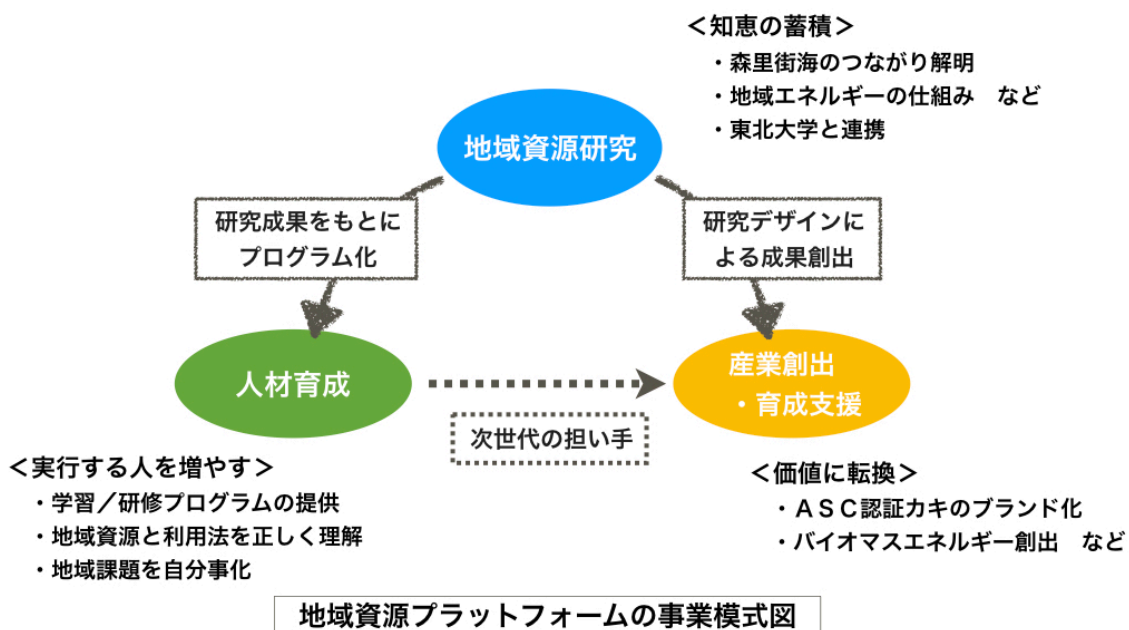 ＜知恵の蓄積＞
・森里街海のつながり解明
・地域エネルギーの仕組み　など
・東北大学と連携
地域資源研究
研究成果をもとに
プログラム化
研究デザインに
よる成果創出
人材育成
産業創出
・育成支援
次世代の担い手
＜実行する人を増やす＞
・学習／研修プログラムの提供
・地域資源と利用法を正しく理解
・地域課題を自分事化
＜価値に転換＞
・ＡＳＣ認証カキのブランド化
・バイオマスエネルギー創出　など
地域資源プラットフォームの事業模式図